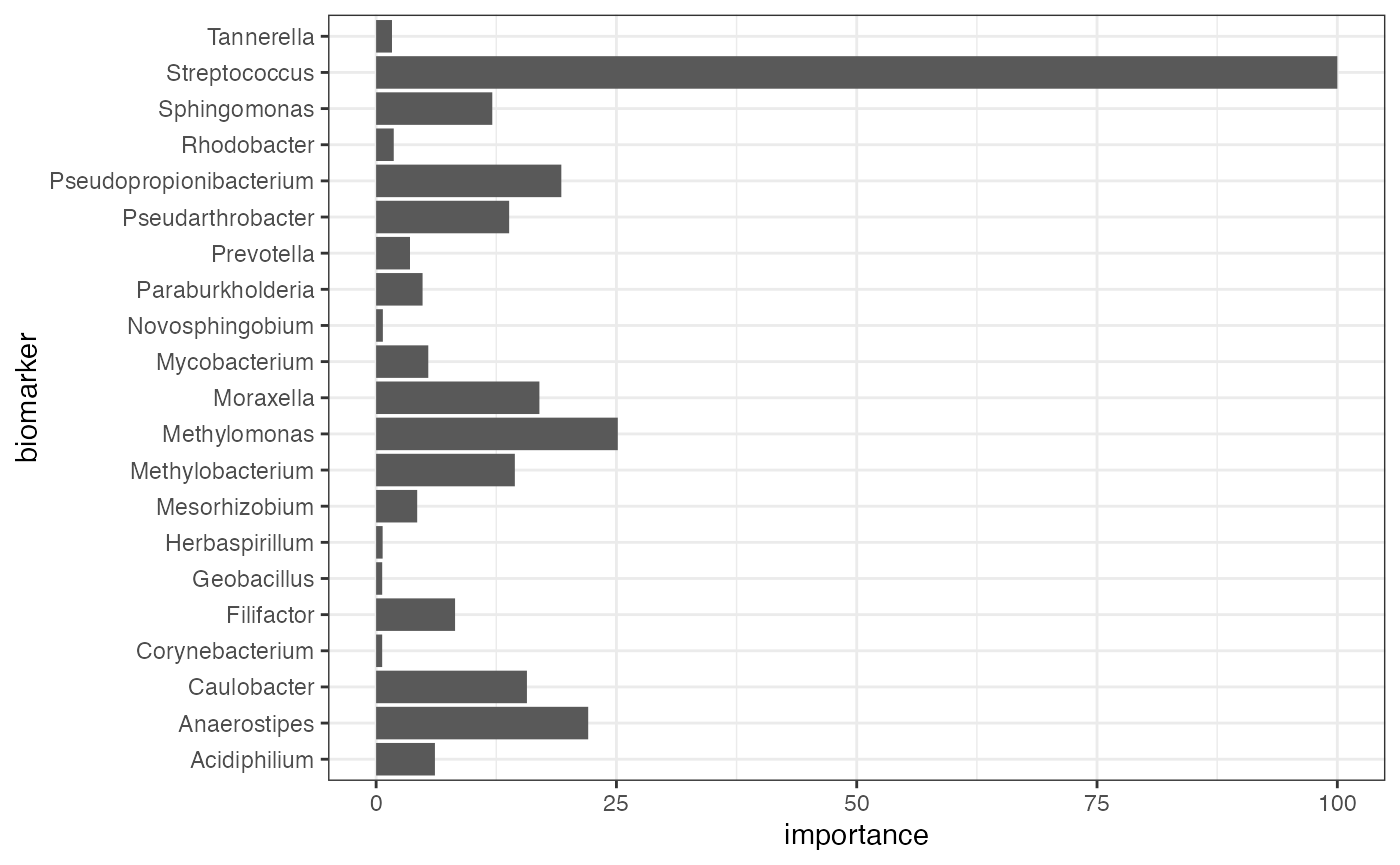 Tannerella
Streptococcus
Sphingomonas
Rhodobacter
Pseudopropionibacterium
Pseudarthrobacter
Prevotella
Paraburkholderia
Novosphingobium
Mycobacterium
Moraxella
Methylomonas
Methylobacterium
Mesorhizobium
Herbaspirillum
Geobacillus
Filifactor
Corynebacterium
Caulobacter
Anaerostipes
Acidiphilium
biomarker
0 25 50 75 100
importance